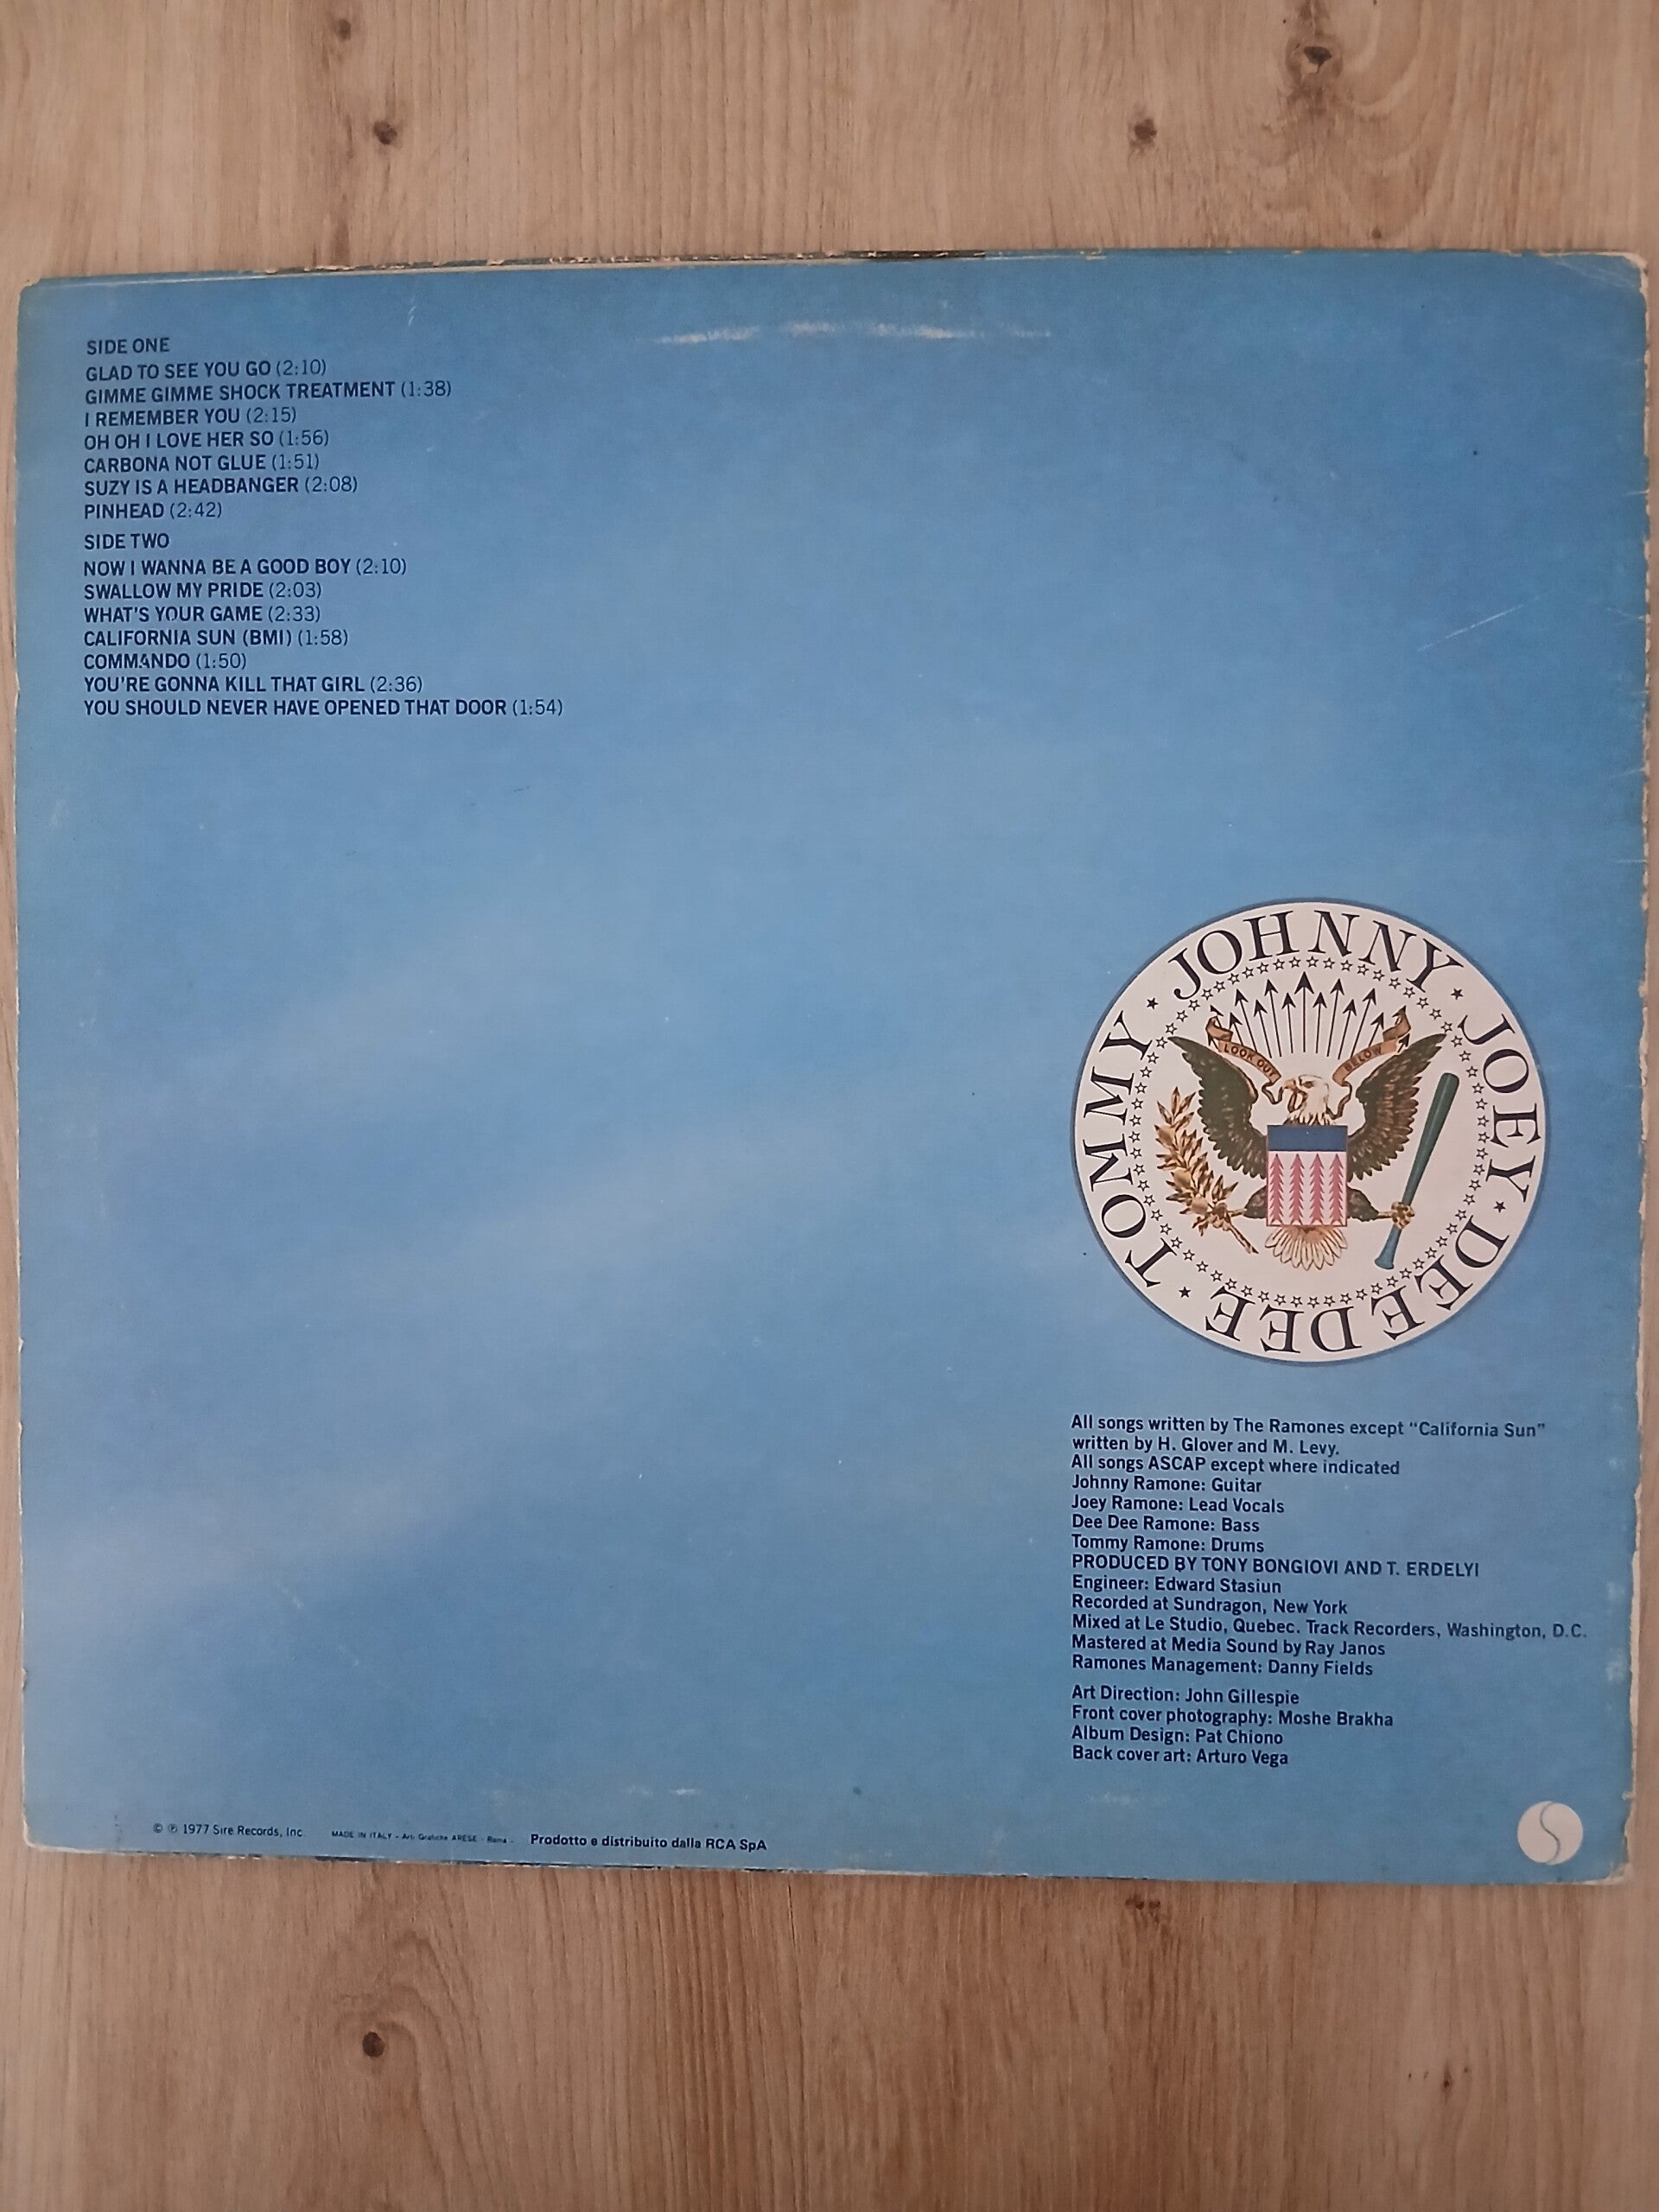 SIDE ONE
GLAD TO SEE YOU GO (2:10)
GIMME GIMME SHOCK TREATMENT (1:38)
I REMEMBER YOU (2:15)
OH OH I LOVE HER SO (1:56)
CARBONA NOT GLUE (1:51)
SUZY IS A HEADBANGER (2:08)
PINHEAD (2:42)
SIDE TWO
NOW I WANNA BE A GOOD BOY (2:10)
SWALLOW MY PRIDE (2:03)
WHAT'S YOUR GAME (2:33)
CALIFORNIA SUN (BMI) (1:58)
COMMANDO (1:50)
YOU'RE GONNA KILL THAT GIRL (2:36)
YOU SHOULD NEVER HAVE OPENED THAT DOOR (1:54)
JOHNNY ★ JOEY ★ DEE DEE ★ TOMMY ★
LOOK OUT BELOW
All songs written by The Ramones except “California Sun”
written by H. Glover and M. Levy.
All songs ASCAP except where indicated
Johnny Ramone: Guitar
Joey Ramone: Lead Vocals
Dee Dee Ramone: Bass
Tommy Ramone: Drums
PRODUCED BY TONY BONGIOVI AND T. ERDELYI
Engineer: Edward Stasiun
Recorded at Sundragon, New York
Mixed at Le Studio, Quebec. Track Recorders, Washington, D.C.
Mastered at Media Sound by Ray Janos
Ramones Management: Danny Fields
Art Direction: John Gillespie
Front cover photography: Moshe Brakha
Album Design: Pat Chiono
Back cover art: Arturo Vega
© ℗ 1977 Sire Records, Inc. MADE IN ITALY - Arti Grafiche ARESE - Roma - Prodotto e distribuito dalla RCA SpA
S